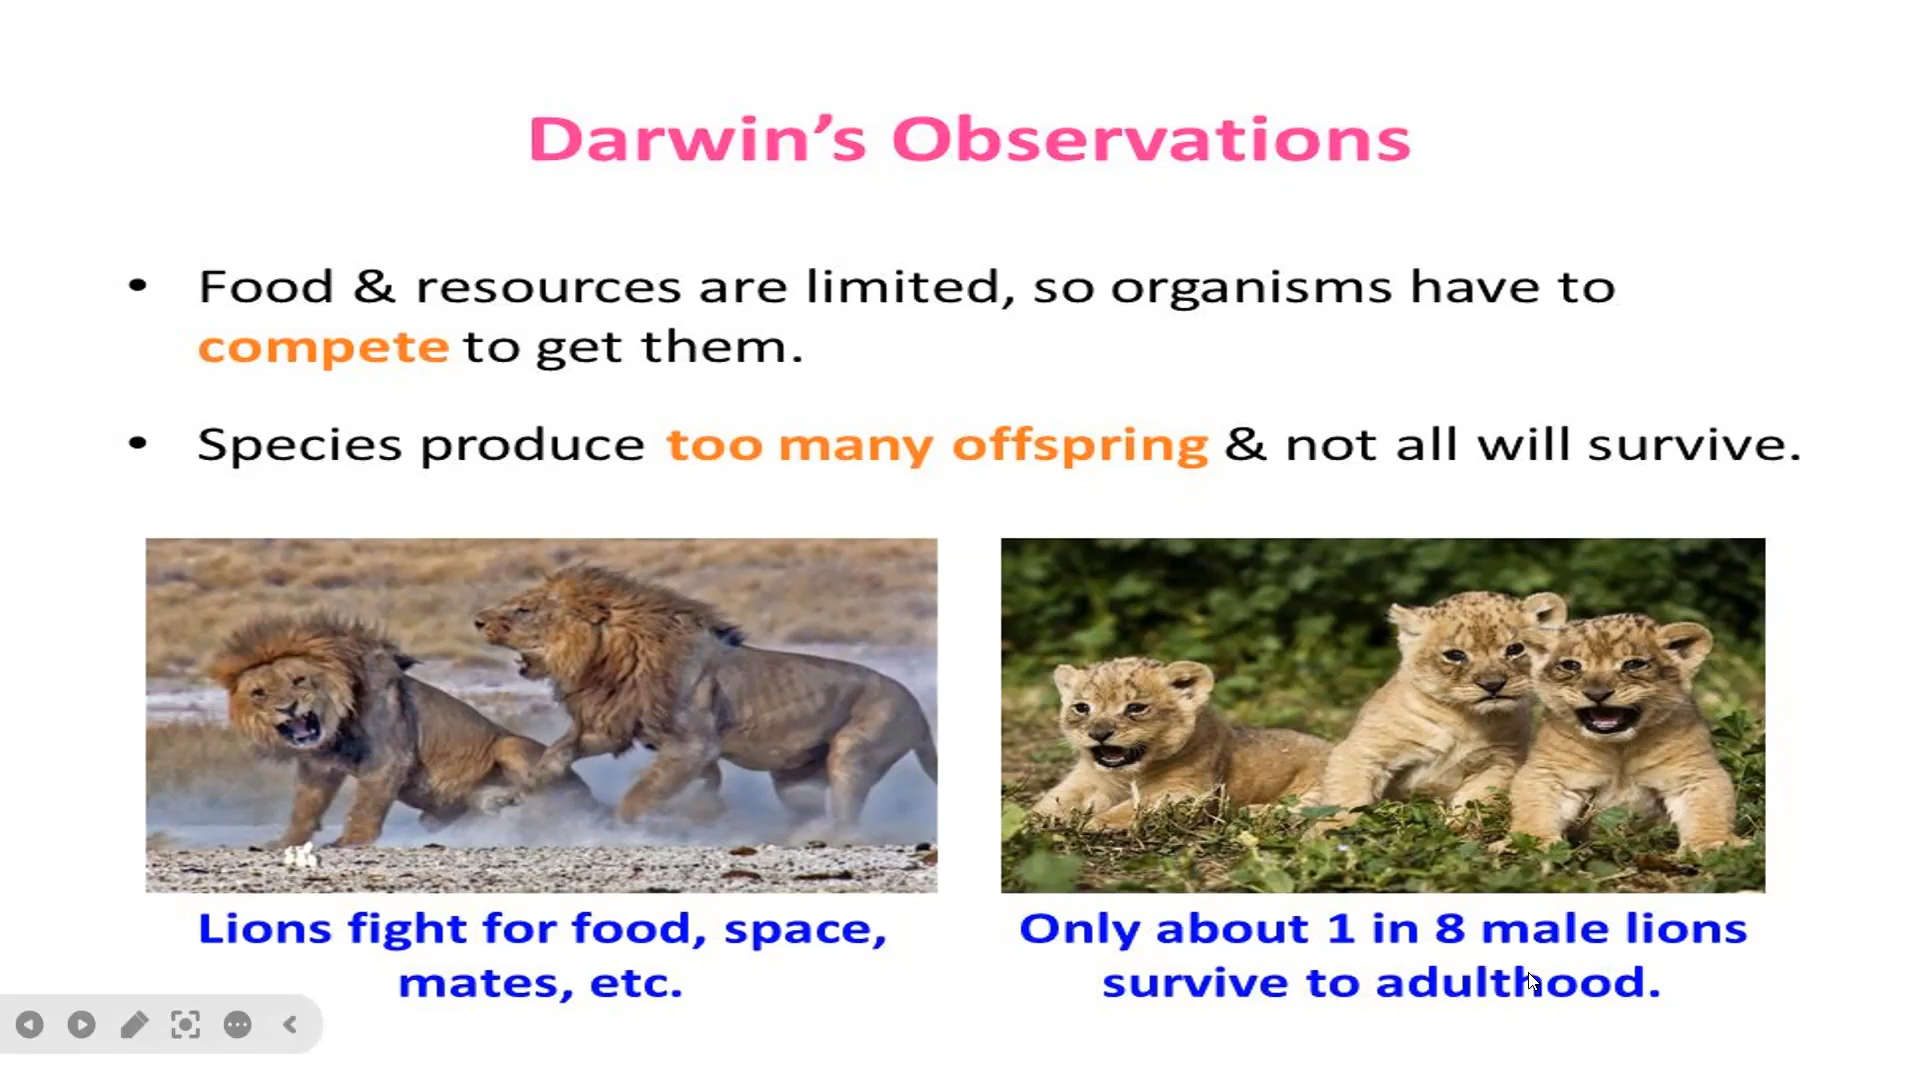 Darwin’s Observations
• Food & resources are limited, so organisms have to
compete to get them.
• Species produce too many offspring & not all will survive.
Lions fight for food, space,
mates, etc.
Only about 1 in 8 male lions
survive to adulthood.